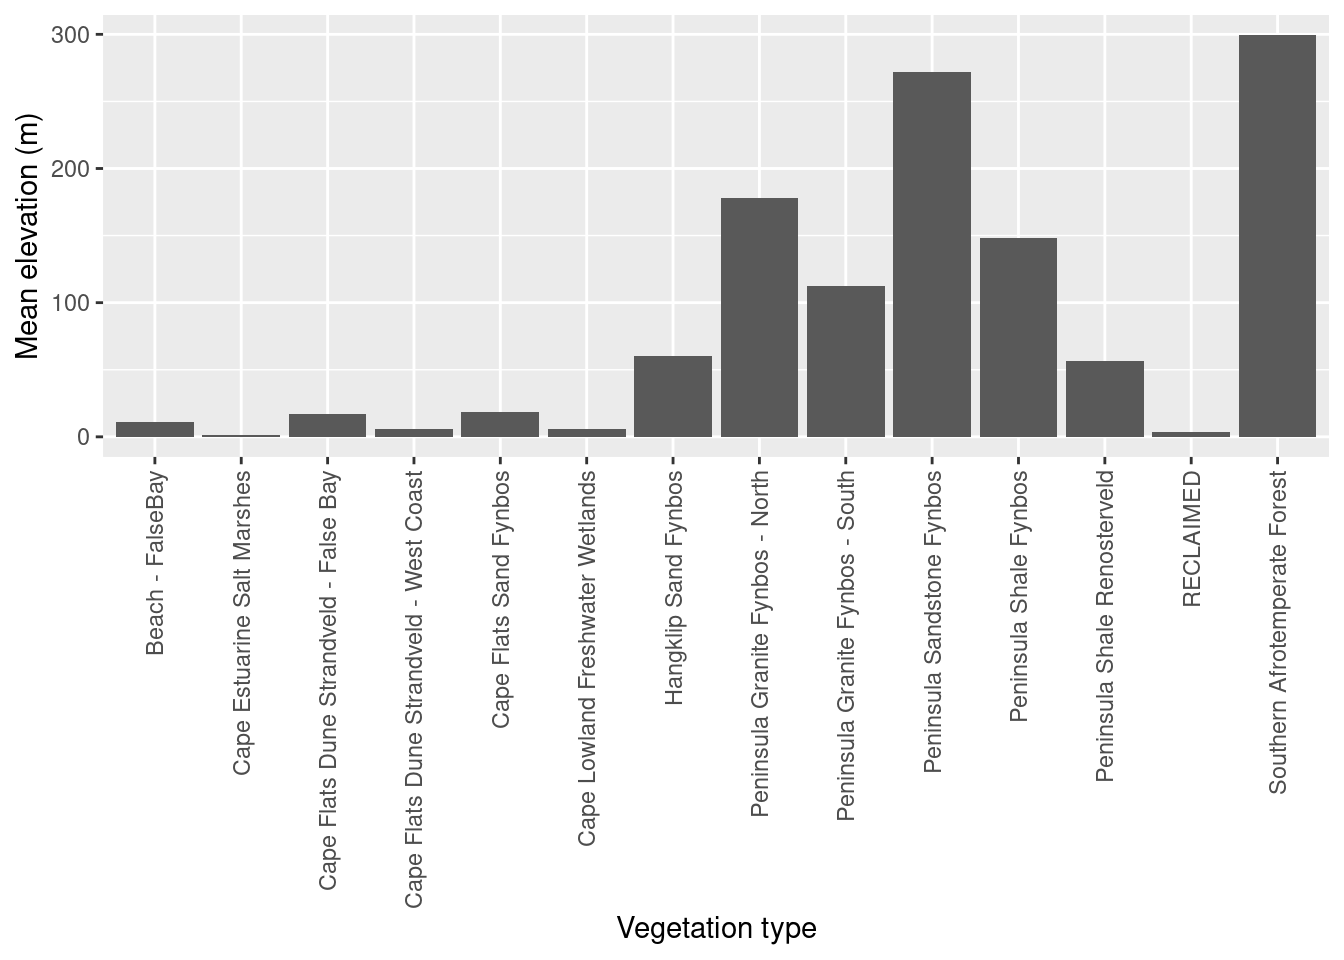 Mean elevation (m)
300
200
100
0
Beach - FalseBay
Cape Estuarine Salt Marshes
Cape Flats Dune Strandveld - False Bay
Cape Flats Dune Strandveld - West Coast
Cape Flats Sand Fynbos
Cape Lowland Freshwater Wetlands
Hangklip Sand Fynbos
Peninsula Granite Fynbos - North
Peninsula Granite Fynbos - South
Peninsula Sandstone Fynbos
Peninsula Shale Fynbos
Peninsula Shale Renosterveld
RECLAIMED
Southern Afrotemperate Forest
Vegetation type